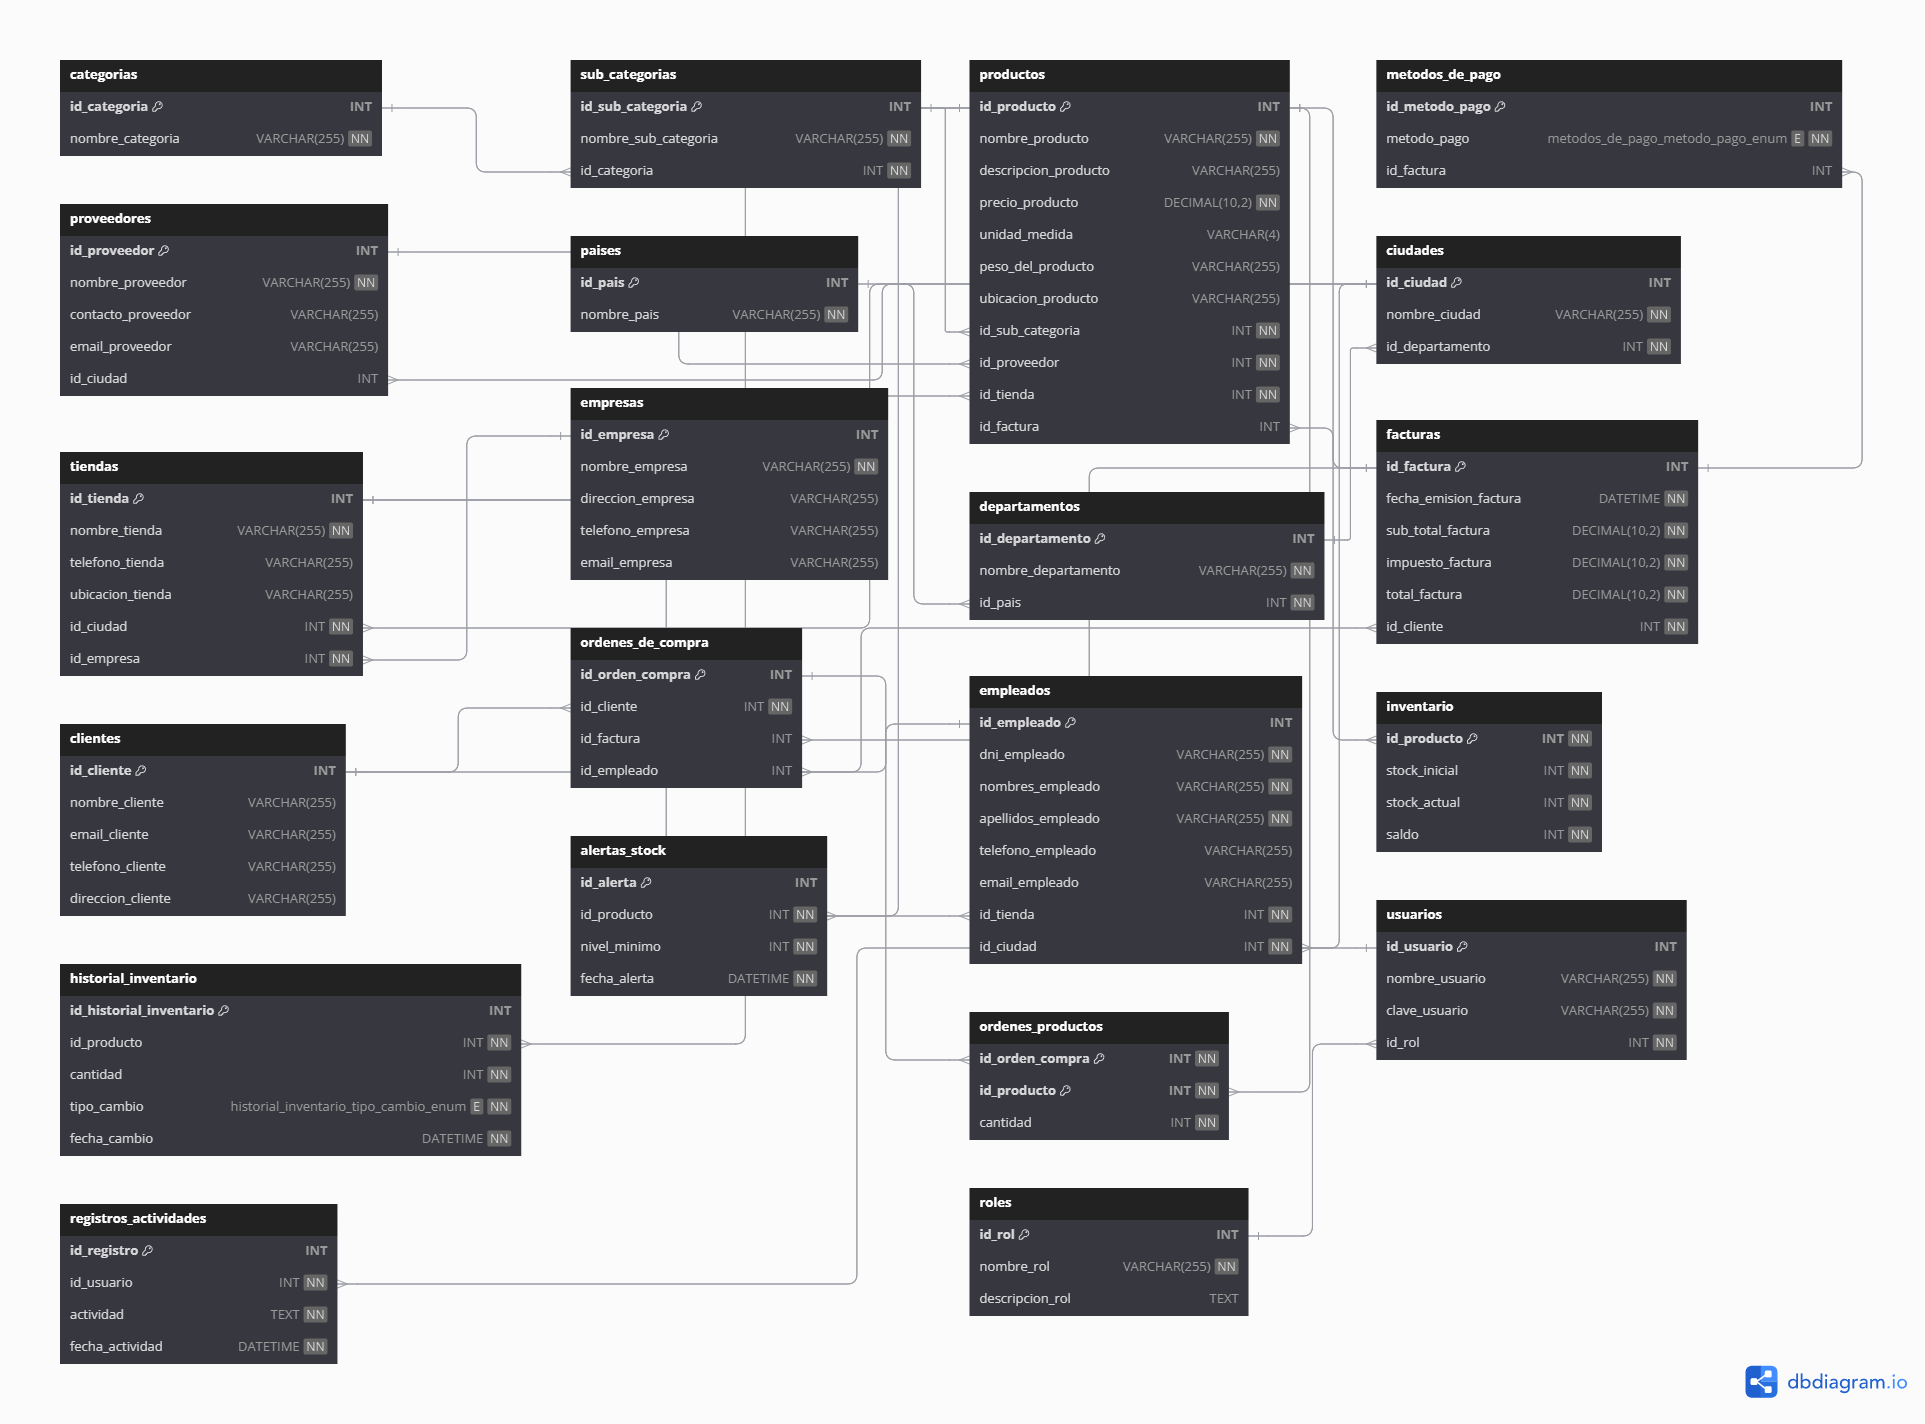 categorias
id_categoria INT
nombre_categoria VARCHAR(255) NN
proveedores
id_proveedor INT
nombre_proveedor VARCHAR(255) NN
contacto_proveedor VARCHAR(255)
email_proveedor VARCHAR(255)
id_ciudad INT
tiendas
id_tienda INT
nombre_tienda VARCHAR(255) NN
telefono_tienda VARCHAR(255)
ubicacion_tienda VARCHAR(255)
id_ciudad INT NN
id_empresa INT NN
clientes
id_cliente INT
nombre_cliente VARCHAR(255)
email_cliente VARCHAR(255)
telefono_cliente VARCHAR(255)
direccion_cliente VARCHAR(255)
historial_inventario
id_historial_inventario INT
id_producto INT NN
cantidad INT NN
tipo_cambio historial_inventario_tipo_cambio_enum E NN
fecha_cambio DATETIME NN
registros_actividades
id_registro INT
id_usuario INT NN
actividad TEXT NN
fecha_actividad DATETIME NN
sub_categorias
id_sub_categoria INT
nombre_sub_categoria VARCHAR(255) NN
id_categoria INT NN
paises
id_pais INT
nombre_pais VARCHAR(255) NN
empresas
id_empresa INT
nombre_empresa VARCHAR(255) NN
direccion_empresa VARCHAR(255)
telefono_empresa VARCHAR(255)
email_empresa VARCHAR(255)
ordenes_de_compra
id_orden_compra INT
id_cliente INT NN
id_factura INT
id_empleado INT
alertas_stock
id_alerta INT
id_producto INT NN
nivel_minimo INT NN
fecha_alerta DATETIME NN
productos
id_producto INT
nombre_producto VARCHAR(255) NN
descripcion_producto VARCHAR(255)
precio_producto DECIMAL(10,2) NN
unidad_medida VARCHAR(4)
peso_del_producto VARCHAR(255)
ubicacion_producto VARCHAR(255)
id_sub_categoria INT NN
id_proveedor INT NN
id_tienda INT NN
id_factura INT
departamentos
id_departamento INT
nombre_departamento VARCHAR(255) NN
id_pais INT NN
empleados
id_empleado INT
dni_empleado VARCHAR(255) NN
nombres_empleado VARCHAR(255) NN
apellidos_empleado VARCHAR(255) NN
telefono_empleado VARCHAR(255)
email_empleado VARCHAR(255)
id_tienda INT NN
id_ciudad INT NN
ordenes_productos
id_orden_compra INT NN
id_producto INT NN
cantidad INT NN
roles
id_rol INT
nombre_rol VARCHAR(255) NN
descripcion_rol TEXT
metodos_de_pago
id_metodo_pago INT
metodo_pago metodos_de_pago_metodo_pago_enum E NN
id_factura INT
ciudades
id_ciudad INT
nombre_ciudad VARCHAR(255) NN
id_departamento INT NN
facturas
id_factura INT
fecha_emision_factura DATETIME NN
sub_total_factura DECIMAL(10,2) NN
impuesto_factura DECIMAL(10,2) NN
total_factura DECIMAL(10,2) NN
id_cliente INT NN
inventario
id_producto INT NN
stock_inicial INT NN
stock_actual INT NN
saldo INT NN
usuarios
id_usuario INT
nombre_usuario VARCHAR(255) NN
clave_usuario VARCHAR(255) NN
id_rol INT NN
dbdiagram.io